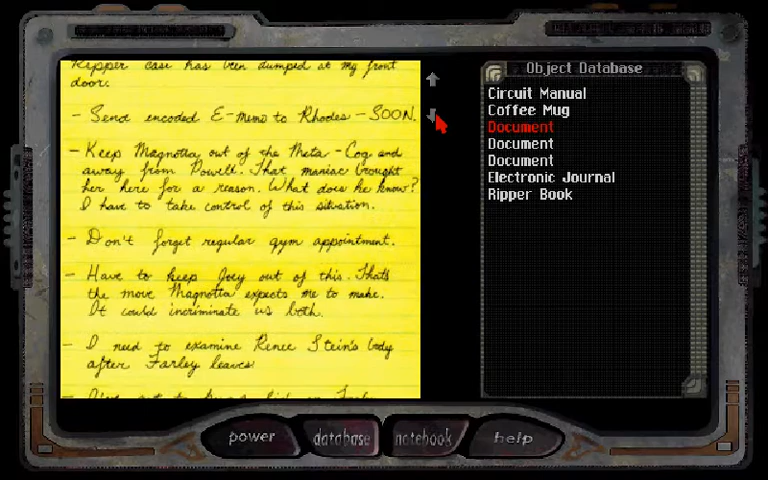 Ripper case has been dumped at my front
door.
- Send encoded E-memo to Rhodes - SOON.
- Keep Magnotta out of the Meta-Cog and
away from Powell. That maniac brought
her here for a reason. What does he know?
I have to take control of this situation.
- Don't forget regular gym appointment.
- Have to keep Joey out of this. That's
the move Magnotta expects me to make.
It could incriminate us both.
- I need to examine Renee Stein's body
after Farley leaves!
Object Database
Circuit Manual
Coffee Mug
Document
Document
Document
Electronic Journal
Ripper Book
power
database
notebook
help